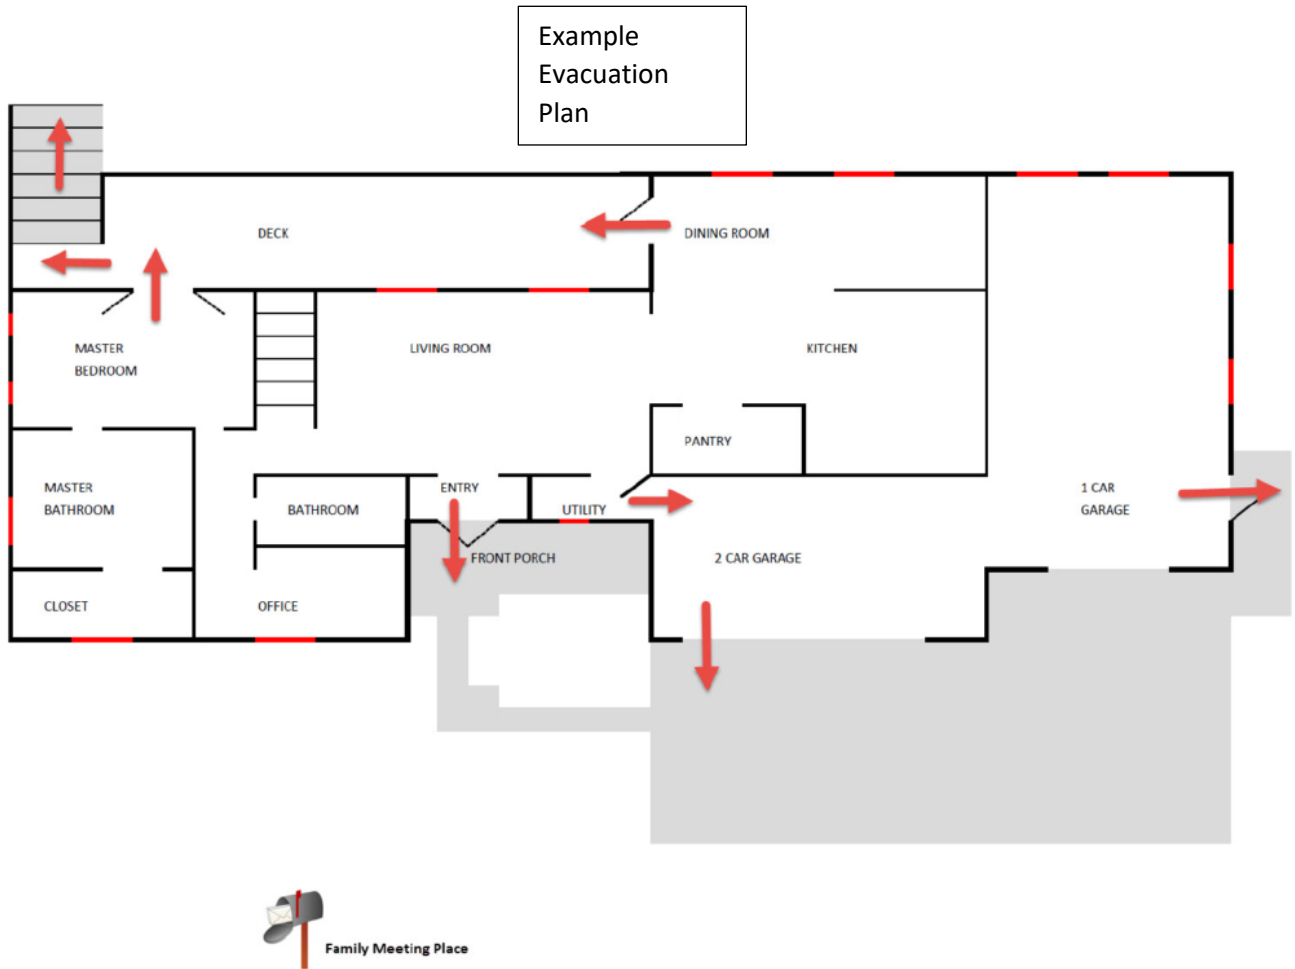 Example
Evacuation
Plan
DECK
DINING ROOM
MASTER
BEDROOM
LIVING ROOM
KITCHEN
PANTRY
MASTER
BATHROOM
BATHROOM
ENTRY
UTILITY
1 CAR
GARAGE
FRONT PORCH
2 CAR GARAGE
CLOSET
OFFICE
Family Meeting Place